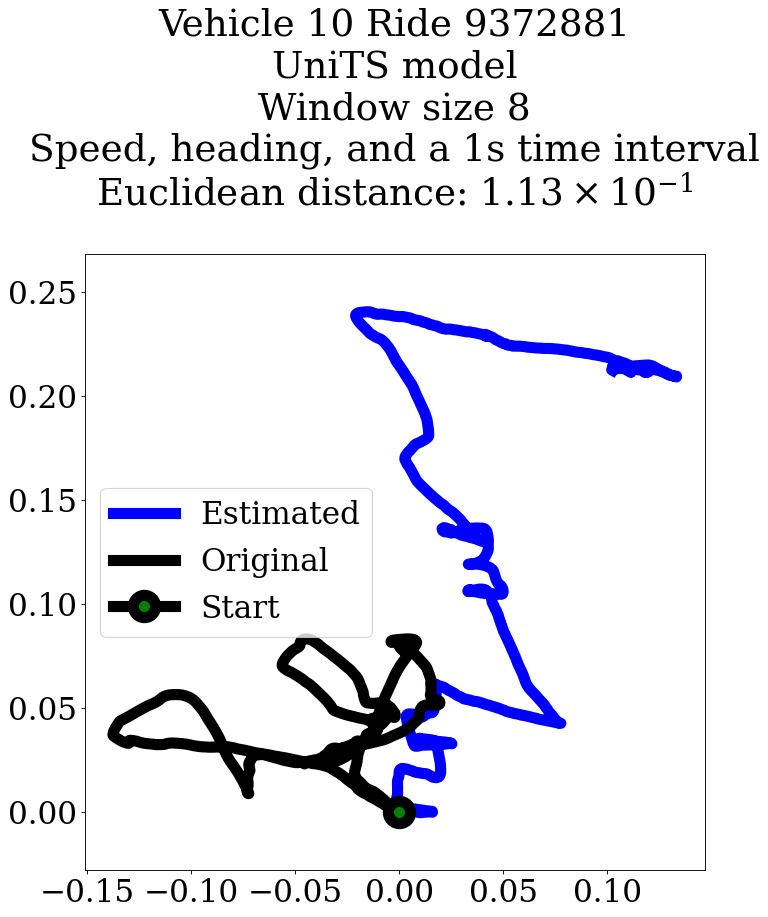 Vehicle 10 Ride 9372881
UniTS model
Window size 8
Speed, heading, and a 1s time interval
Euclidean distance: 1.13 × 10⁻¹
0.25
0.20
0.15
0.10
0.05
0.00
Estimated
Original
Start
−0.15 −0.10 −0.05 0.00 0.05 0.10